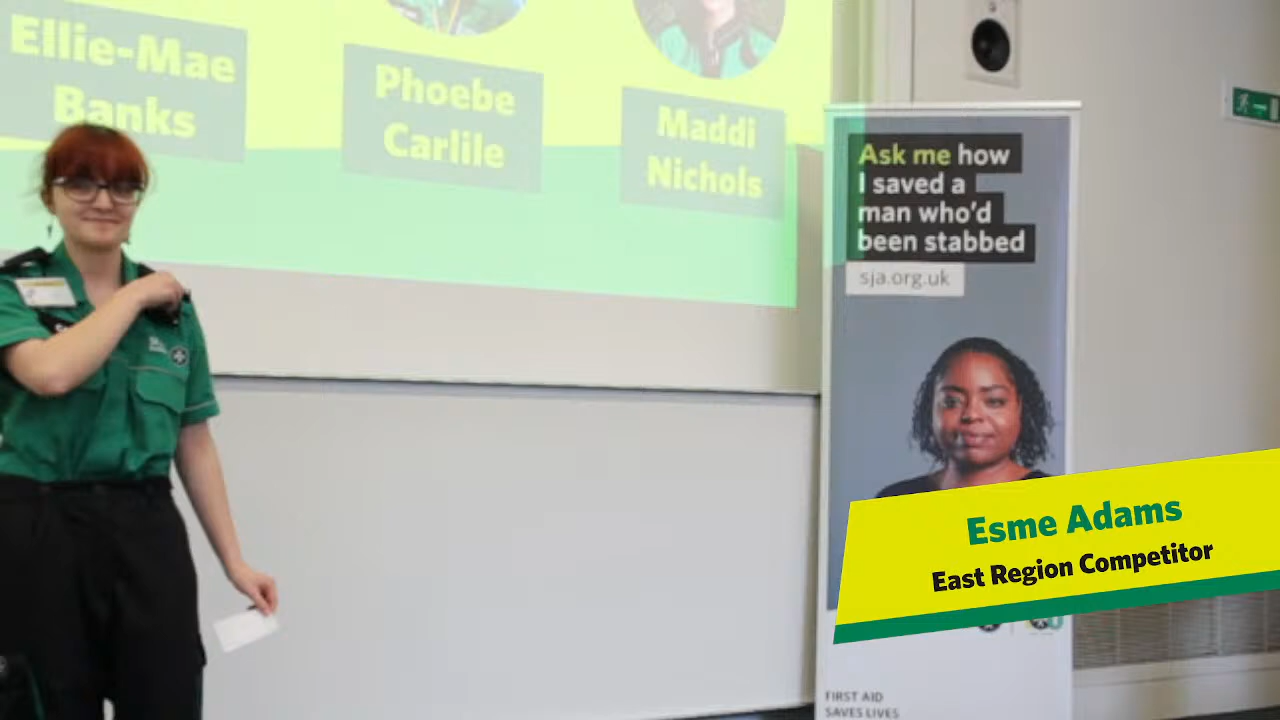 Ellie-Mae
Banks
Phoebe
Carlile
Maddi
Nichols
Ask me how
I saved a
man who'd
been stabbed
sja.org.uk
Esme Adams
East Region Competitor
FIRST AID
SAVES LIVES